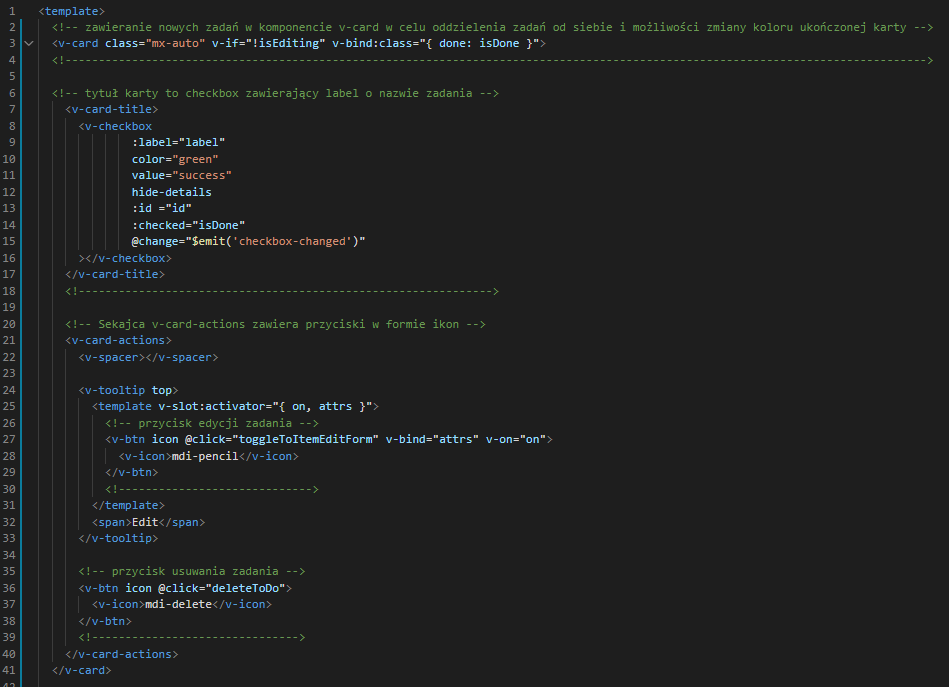 1 <template>
2 <!-- zawieranie nowych zadań w komponencie v-card w celu oddzielenia zadań od siebie i możliwości zmiany koloru ukończonej karty -->
3 <v-card class="mx-auto" v-if="!isEditing" v-bind:class="{ done: isDone }">
4 <!---------------------------------------------------------------------------------------------------------------------------------->
5
6 <!-- tytuł karty to checkbox zawierający label o nazwie zadania -->
7 <v-card-title>
8 <v-checkbox
9 :label="label"
10 color="green"
11 value="success"
12 hide-details
13 :id ="id"
14 :checked="isDone"
15 @change="$emit('checkbox-changed')"
16 ></v-checkbox>
17 </v-card-title>
18 <!-------------------------------------------------------------->
19
20 <!-- Sekajca v-card-actions zawiera przyciski w formie ikon -->
21 <v-card-actions>
22 <v-spacer></v-spacer>
23
24 <v-tooltip top>
25 <template v-slot:activator="{ on, attrs }">
26 <!-- przycisk edycji zadania -->
27 <v-btn icon @click="toggleToItemEditForm" v-bind="attrs" v-on="on">
28 <v-icon>mdi-pencil</v-icon>
29 </v-btn>
30 <!----------------------------->
31 </template>
32 <span>Edit</span>
33 </v-tooltip>
34
35 <!-- przycisk usuwania zadania -->
36 <v-btn icon @click="deleteToDo">
37 <v-icon>mdi-delete</v-icon>
38 </v-btn>
39 <!------------------------------->
40 </v-card-actions>
41 </v-card>
42